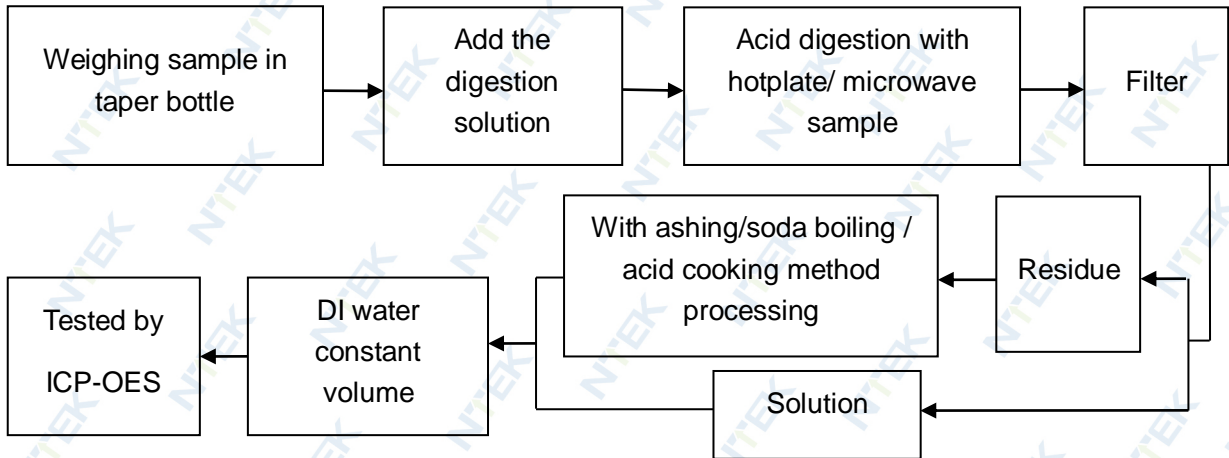 Weighing sample in
taper bottle
Add the
digestion
solution
Acid digestion with
hotplate/ microwave
sample
Filter
With ashing/soda boiling /
acid cooking method
processing
Residue
Tested by
ICP-OES
DI water
constant
volume
Solution
NTEK